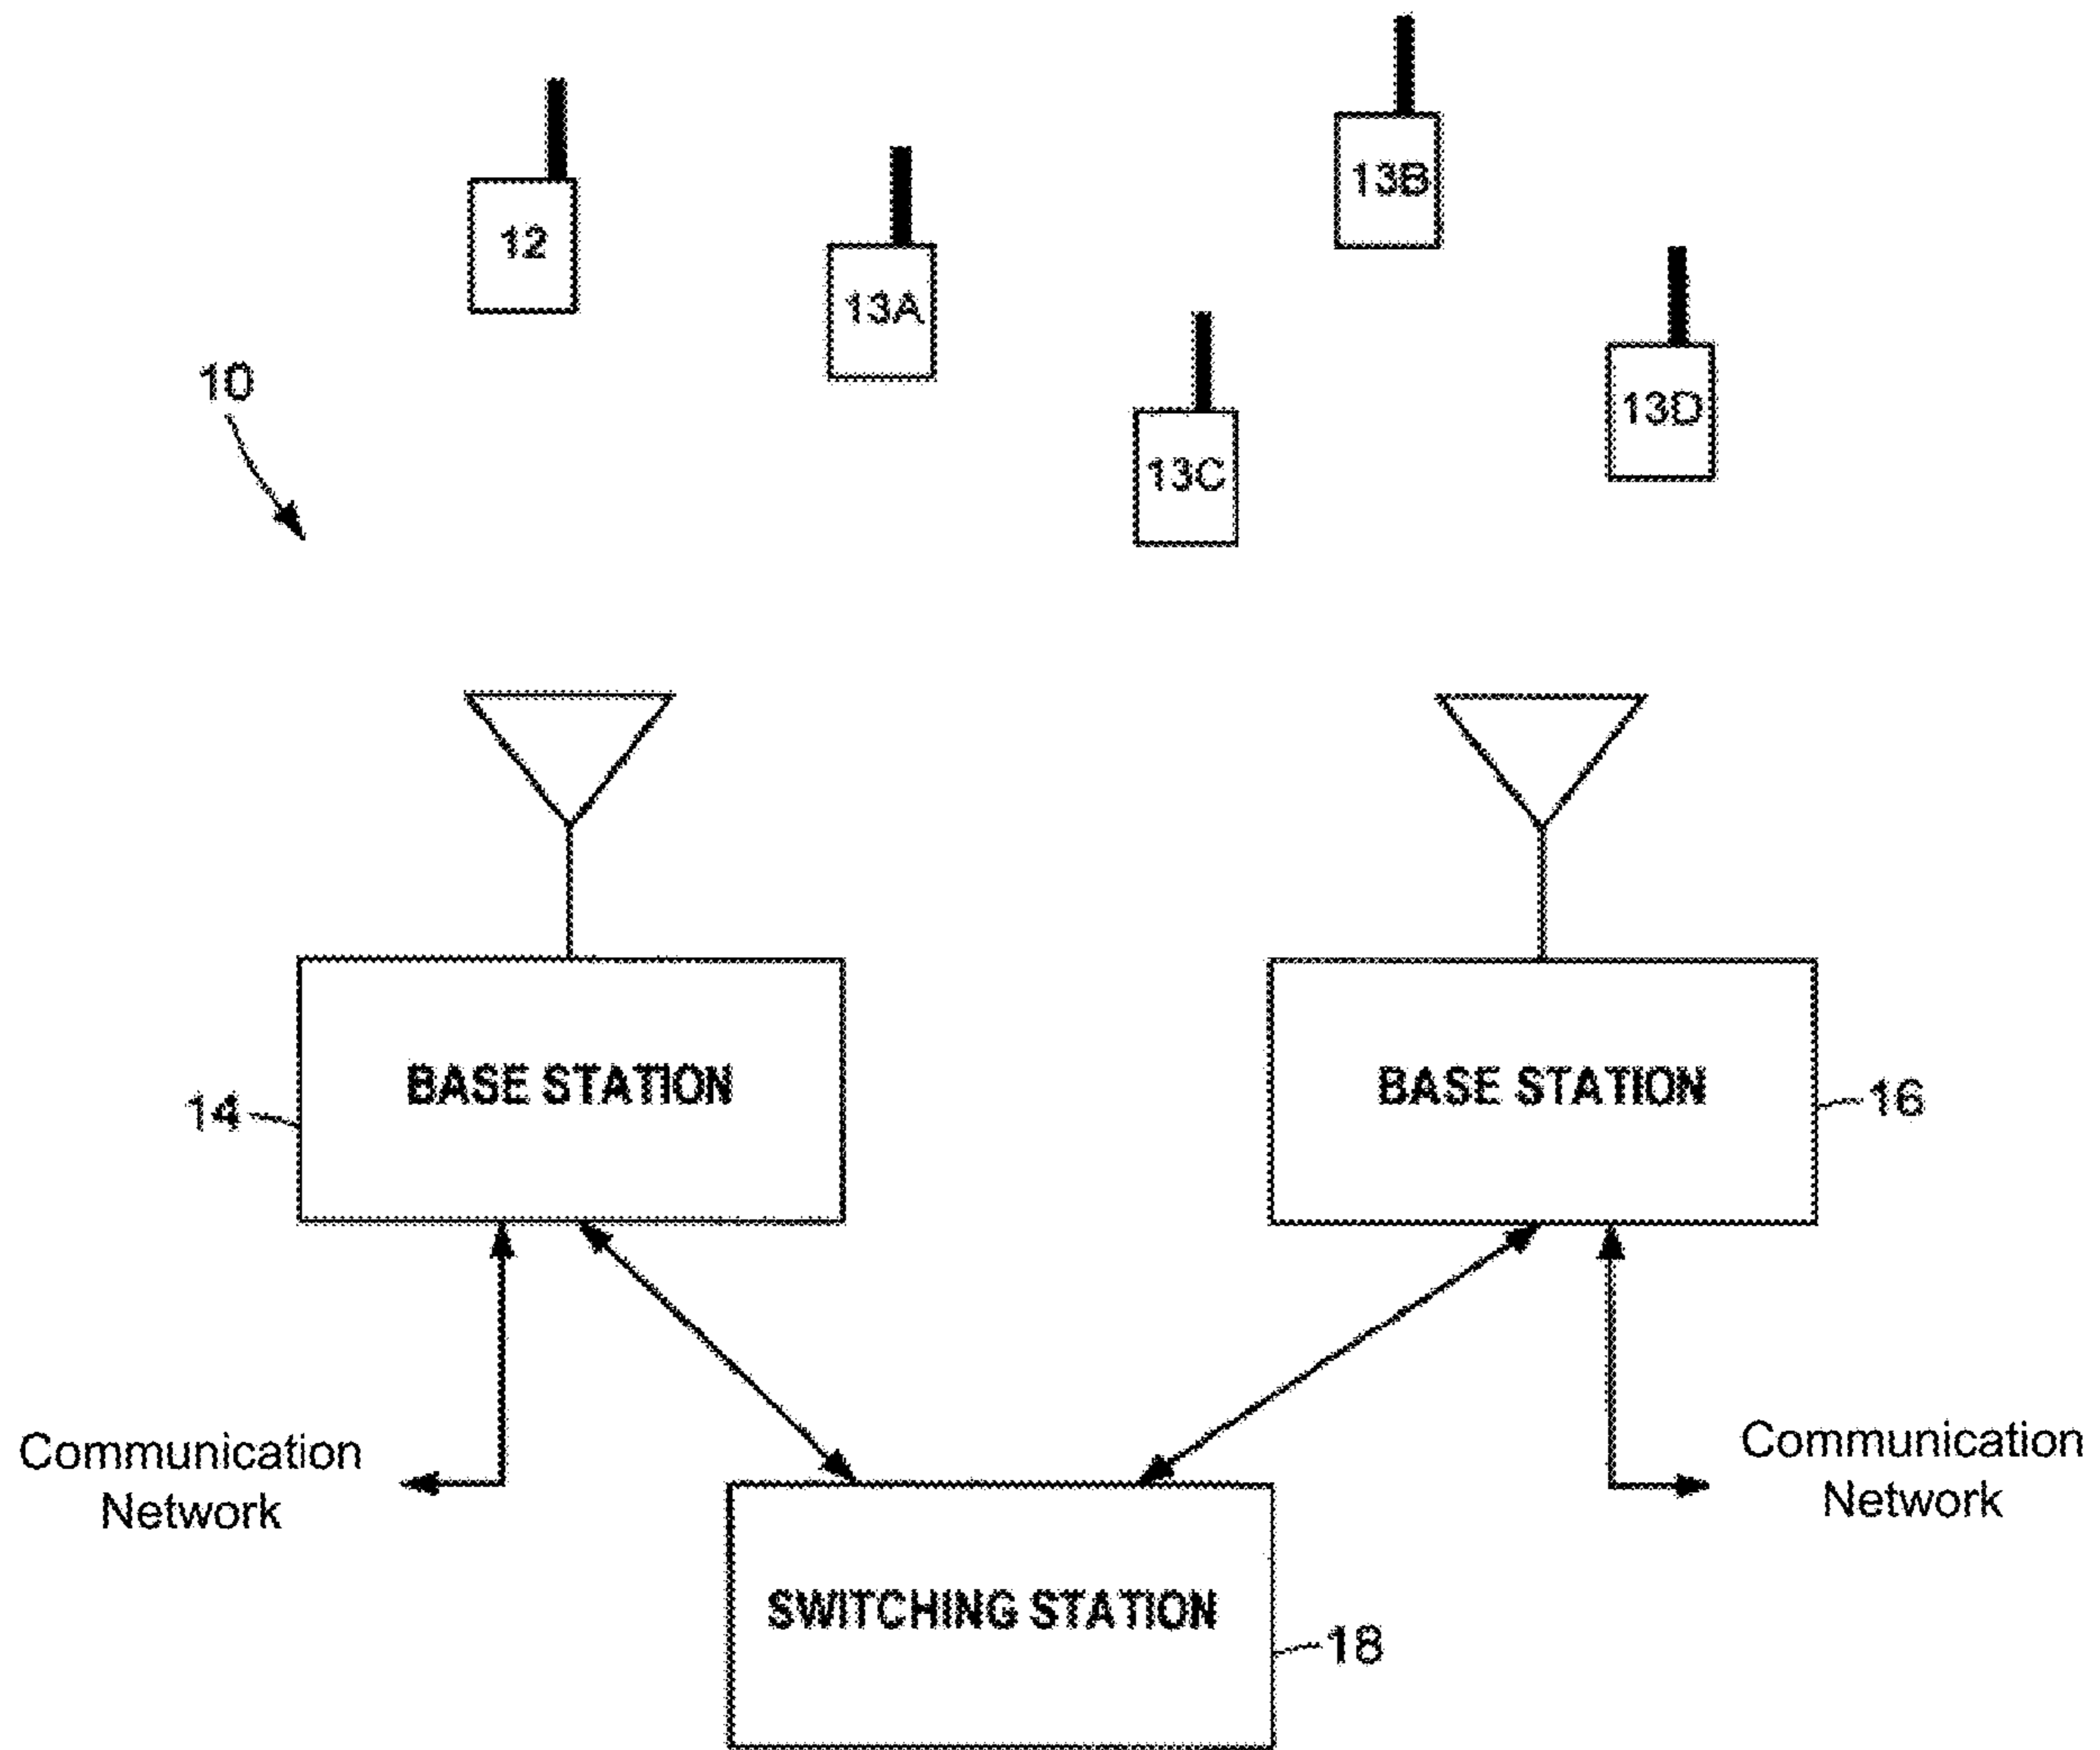 13B
12
13A
10
13D
13C
BASE STATION
BASE STATION
14
16
Communication
Network
Communication
Network
SWITCHING STATION
18